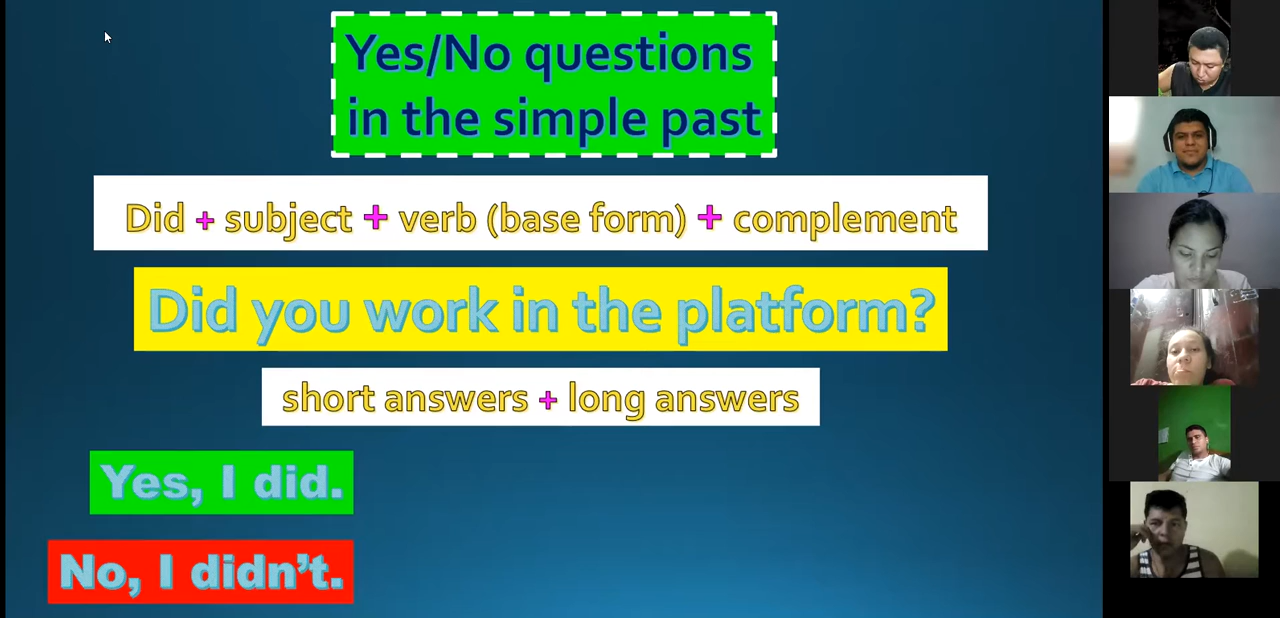 Yes/No questions
in the simple past
Did + subject + verb (base form) + complement
Did you work in the platform?
short answers + long answers
Yes, I did.
No, I didn't.